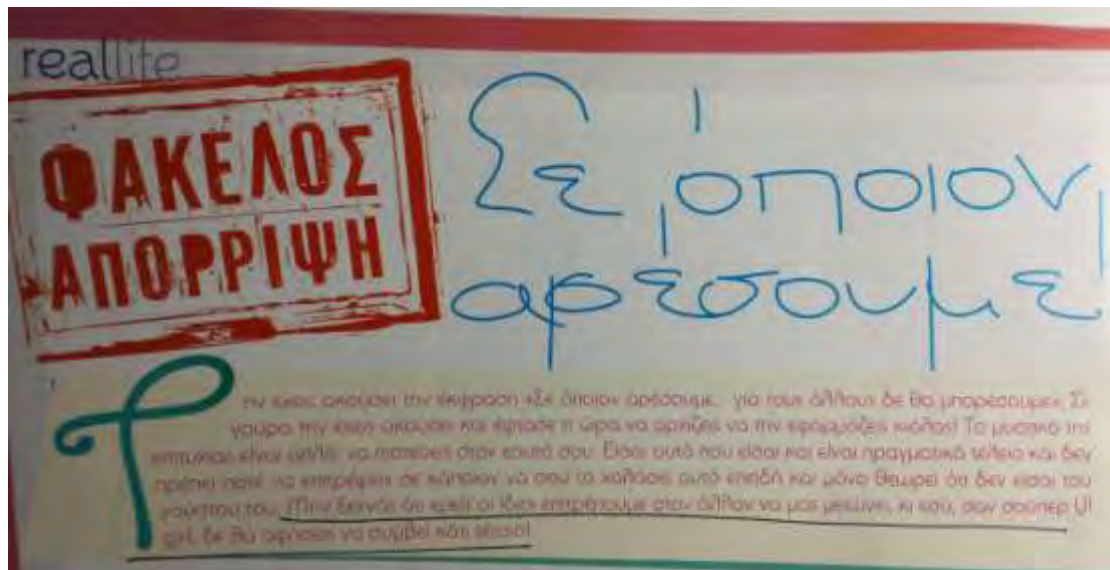 reallife
ΦΑΚΕΛΟΣ
ΑΠΟΡΡΙΨΗ
Σε όποιον
αρέσουμε
Την έχεις ακούσει την έκφραση «Σε όποιον αρέσουμε, για τους άλλους δε θα μπορέσουμε»; Σί-
γουρα την έχεις ακούσει και έφτασε η ώρα να αρχίζεις να την εφαρμόζεις κιόλας! Το μυστικό της
επιτυχίας είναι απλό: να πιστεύεις στον εαυτό σου. Είσαι αυτό που είσαι και είναι πραγματικά τέλειο και δεν
πρέπει ποτέ να επιτρέψεις σε κάποιον να σου το χαλάσει αυτό επειδή και μόνο θεωρεί ότι δεν είσαι του
γούστου του. Μην ξεχνάς ότι εμείς οι ίδιοι επιτρέπουμε στον άλλον να μας μειώνει, κι εσύ, σαν σούπερ U!
girl, δε θα αφήσεις να συμβεί κάτι τέτοιο!